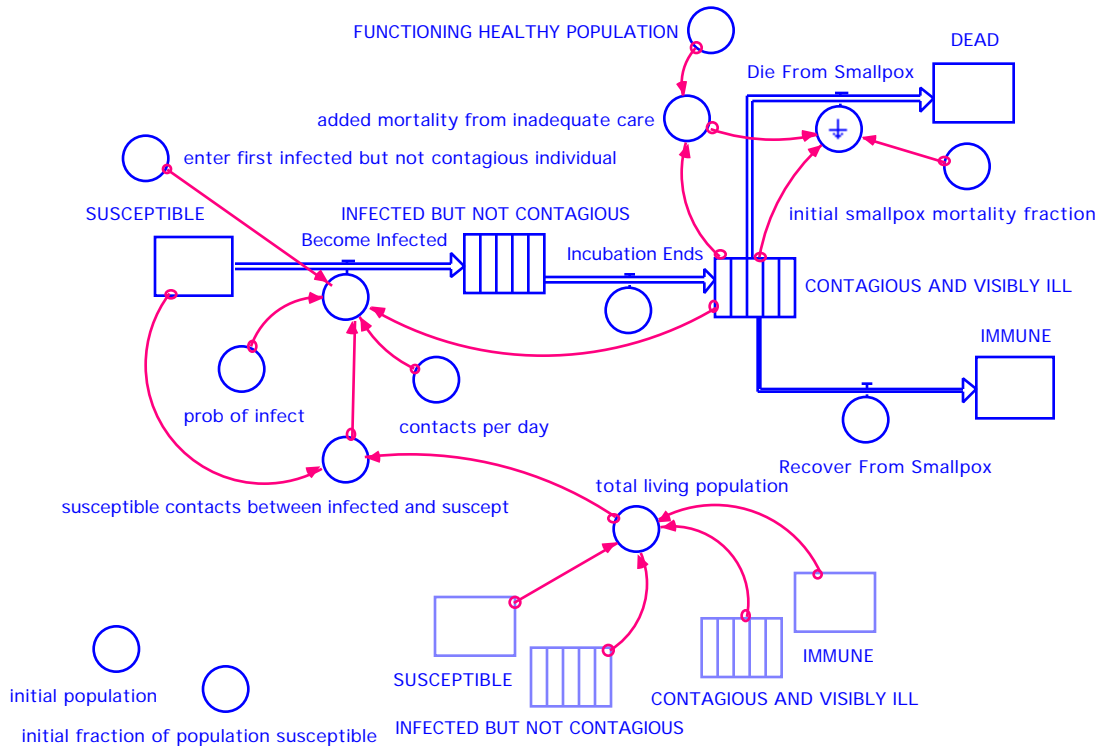 FUNCTIONING HEALTHY POPULATION
DEAD
Die From Smallpox
added mortality from inadequate care
enter first infected but not contagious individual
initial smallpox mortality fraction
SUSCEPTIBLE
INFECTED BUT NOT CONTAGIOUS
Become Infected
Incubation Ends
CONTAGIOUS AND VISIBLY ILL
IMMUNE
prob of infect
contacts per day
Recover From Smallpox
total living population
susceptible contacts between infected and suscept
SUSCEPTIBLE
IMMUNE
initial population
CONTAGIOUS AND VISIBLY ILL
INFECTED BUT NOT CONTAGIOUS
initial fraction of population susceptible